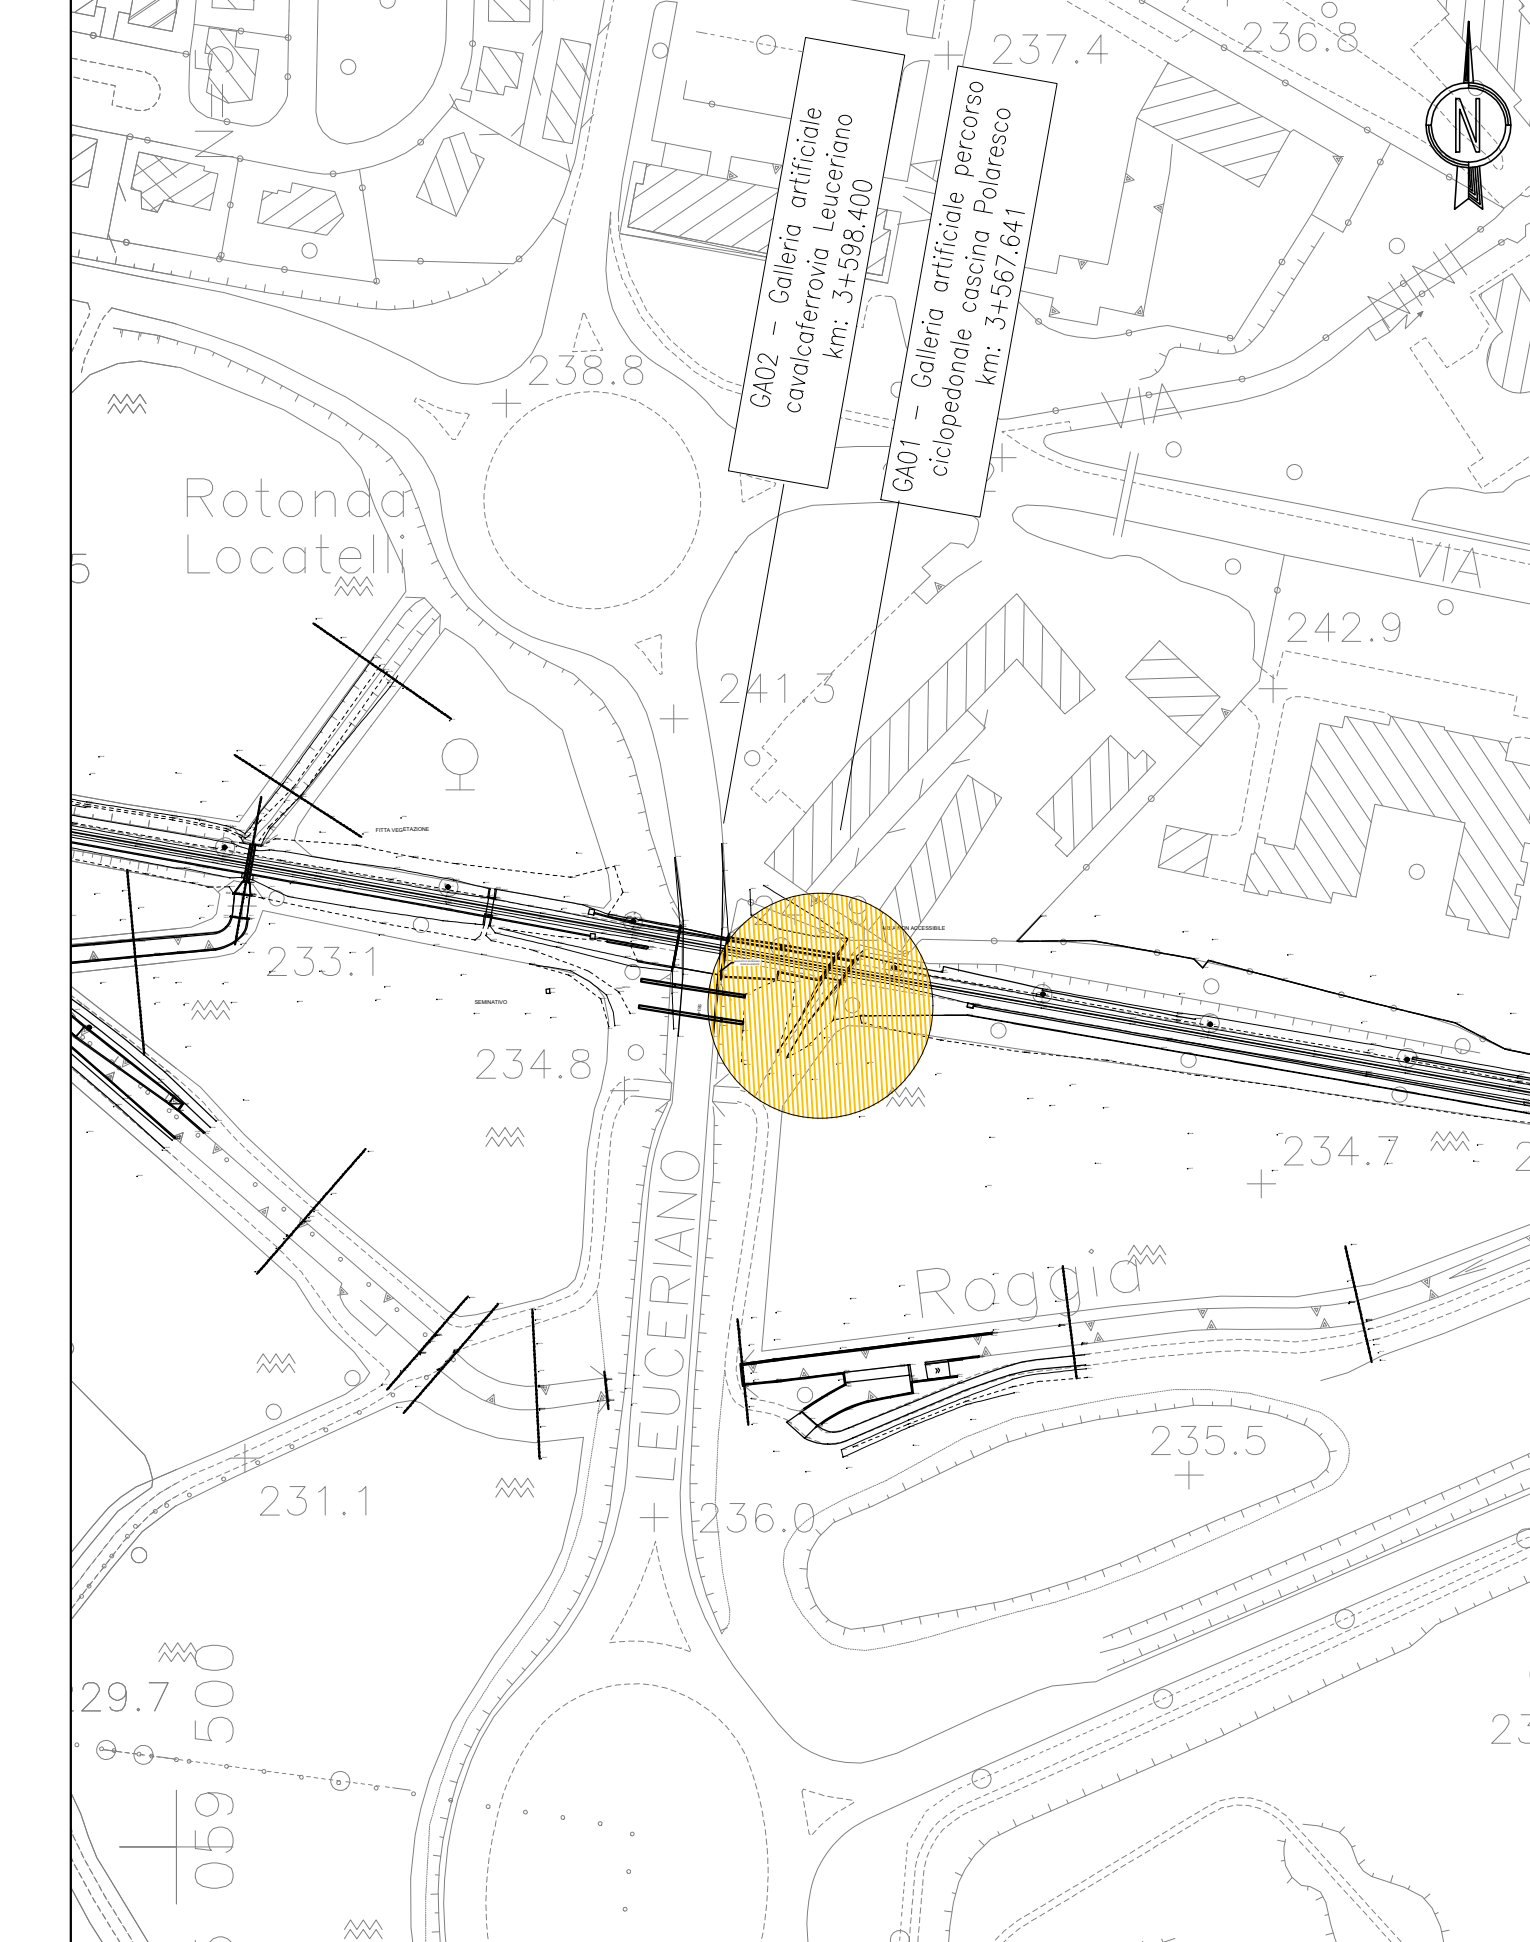 237.4
236.8
N
GA02 - Galleria artificiale
cavalcaferrovia Leuceriano
km: 3+598.400
GA01 - Galleria artificiale percorso
ciclopedonale cascina Polaresco
km: 3+567.641
238.8
VIA
Rotonda
Locatelli
VIA
242.9
241.3
FITTA VEGETAZIONE
233.1
SEMINATIVO
234.8
234.7
LEUCERIANO
Roggia
235.5
231.1
236.0
29.7
059 500